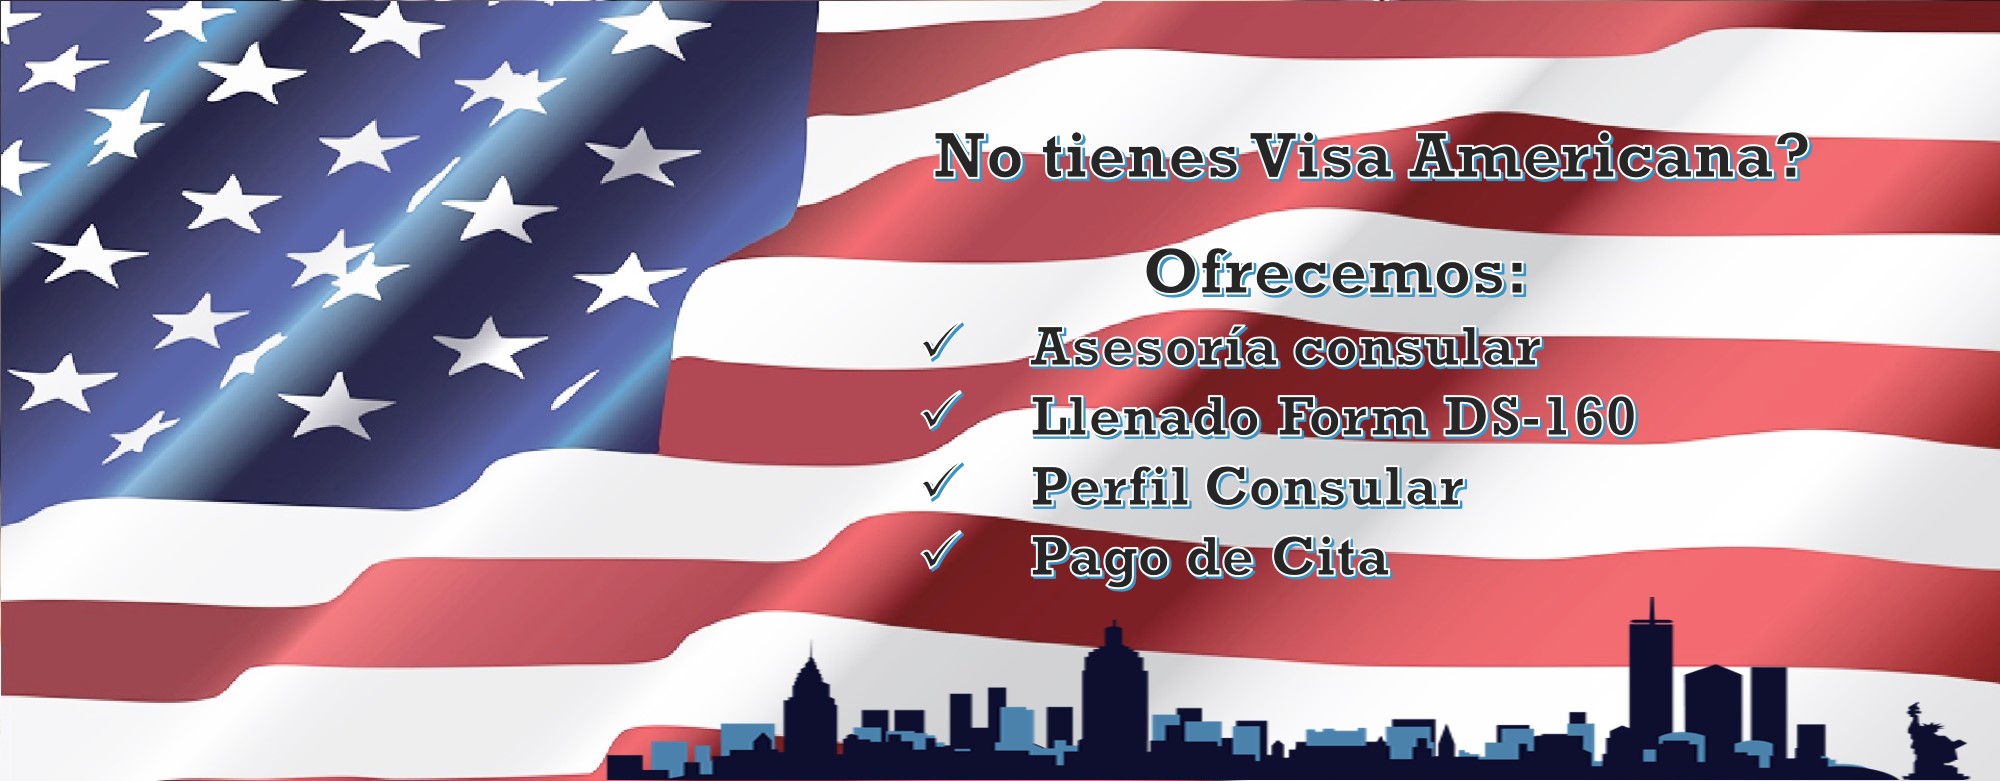 No tienes Visa Americana?
Ofrecemos:
✓ Asesoría consular
✓ Llenado Form DS-160
✓ Perfil Consular
✓ Pago de Cita